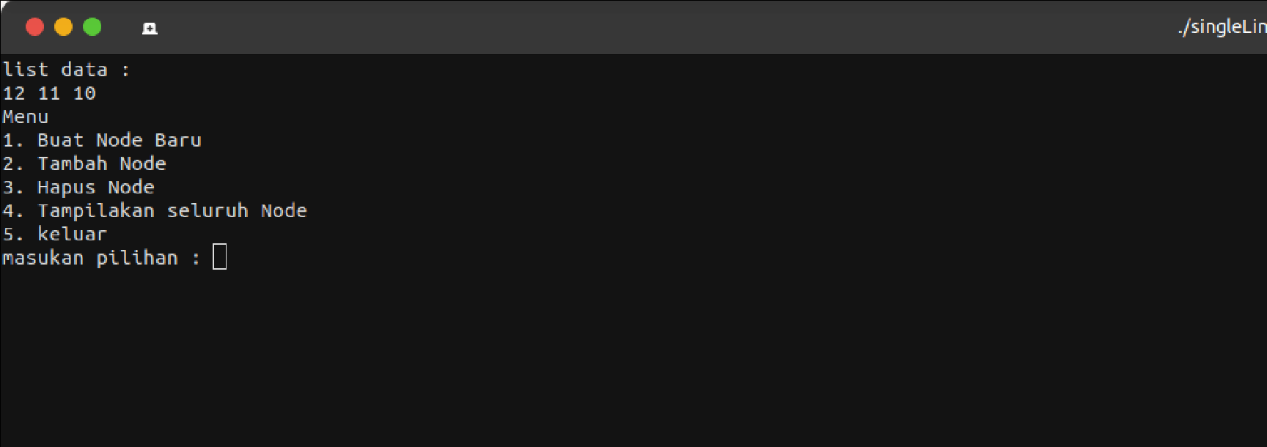 ./singleLin
list data :
12 11 10
Menu
1. Buat Node Baru
2. Tambah Node
3. Hapus Node
4. Tampilakan seluruh Node
5. keluar
masukan pilihan :